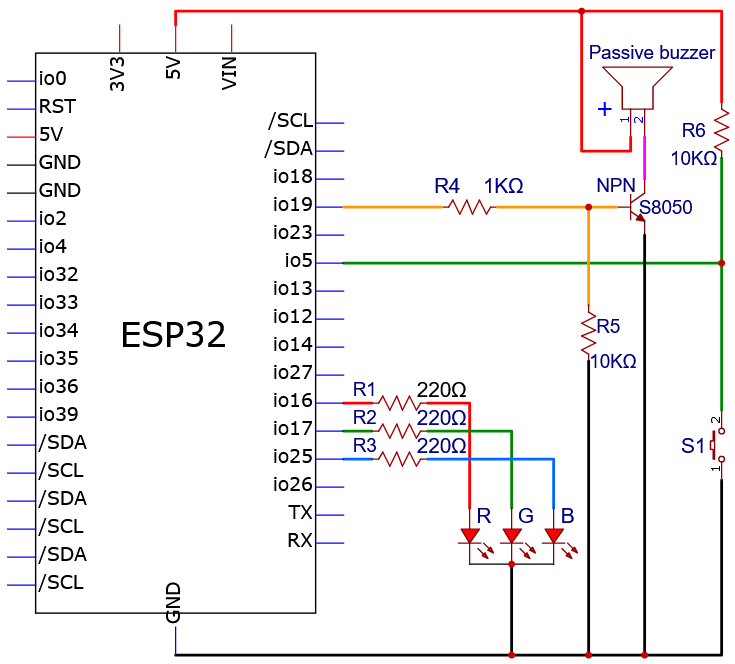 3V3
5V
VIN
Passive buzzer
+
1
2
io0
RST
5V
GND
GND
io2
io4
io32
io33
io34
io35
io36
io39
/SDA
/SCL
/SDA
/SCL
/SDA
/SCL
ESP32
/SCL
/SDA
io18
io19
io23
io5
io13
io12
io14
io27
io16
io17
io25
io26
TX
RX
GND
R4 1KΩ
NPN
S8050
R6
10KΩ
R5
10KΩ
R1 220Ω
R2 220Ω
R3 220Ω
R G B
S1
2
1